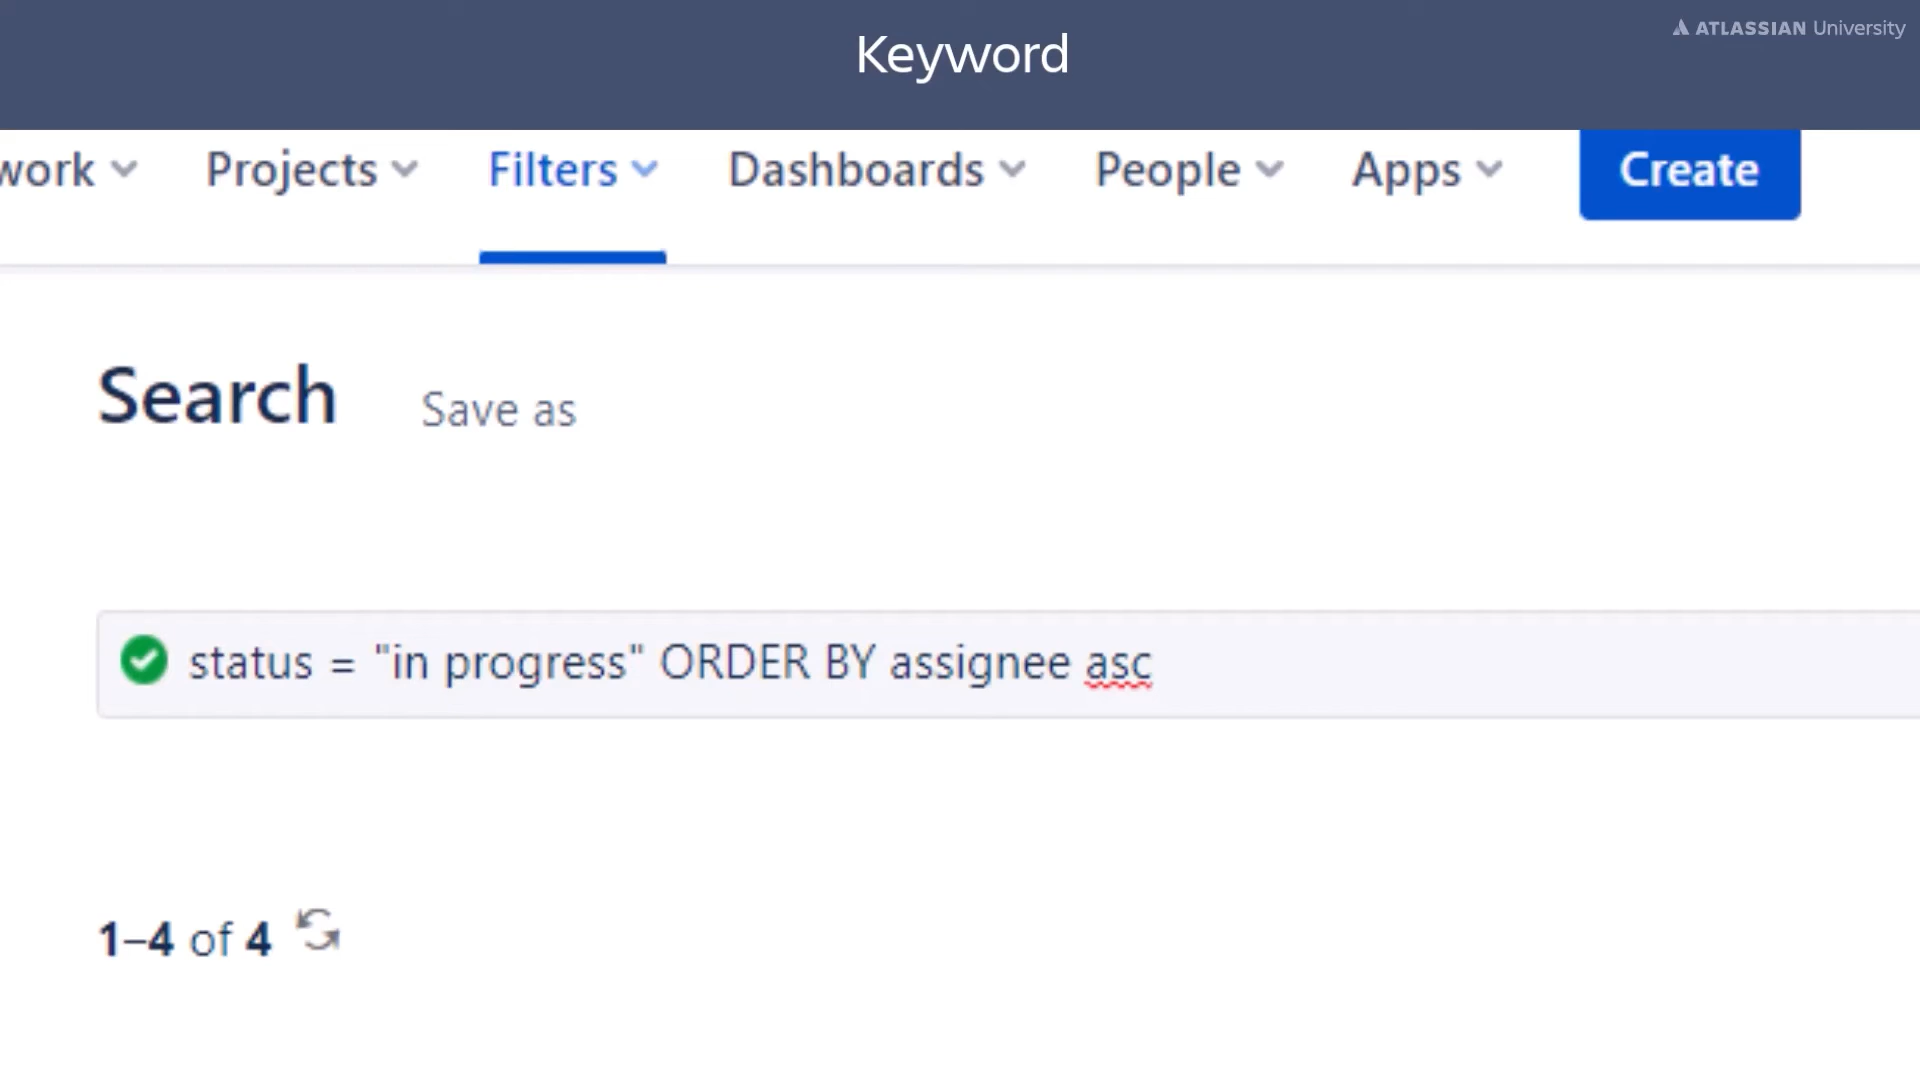 ATLASSIAN University
Keyword
work Projects Filters Dashboards People Apps Create
Search Save as
status = "in progress" ORDER BY assignee asc
1–4 of 4